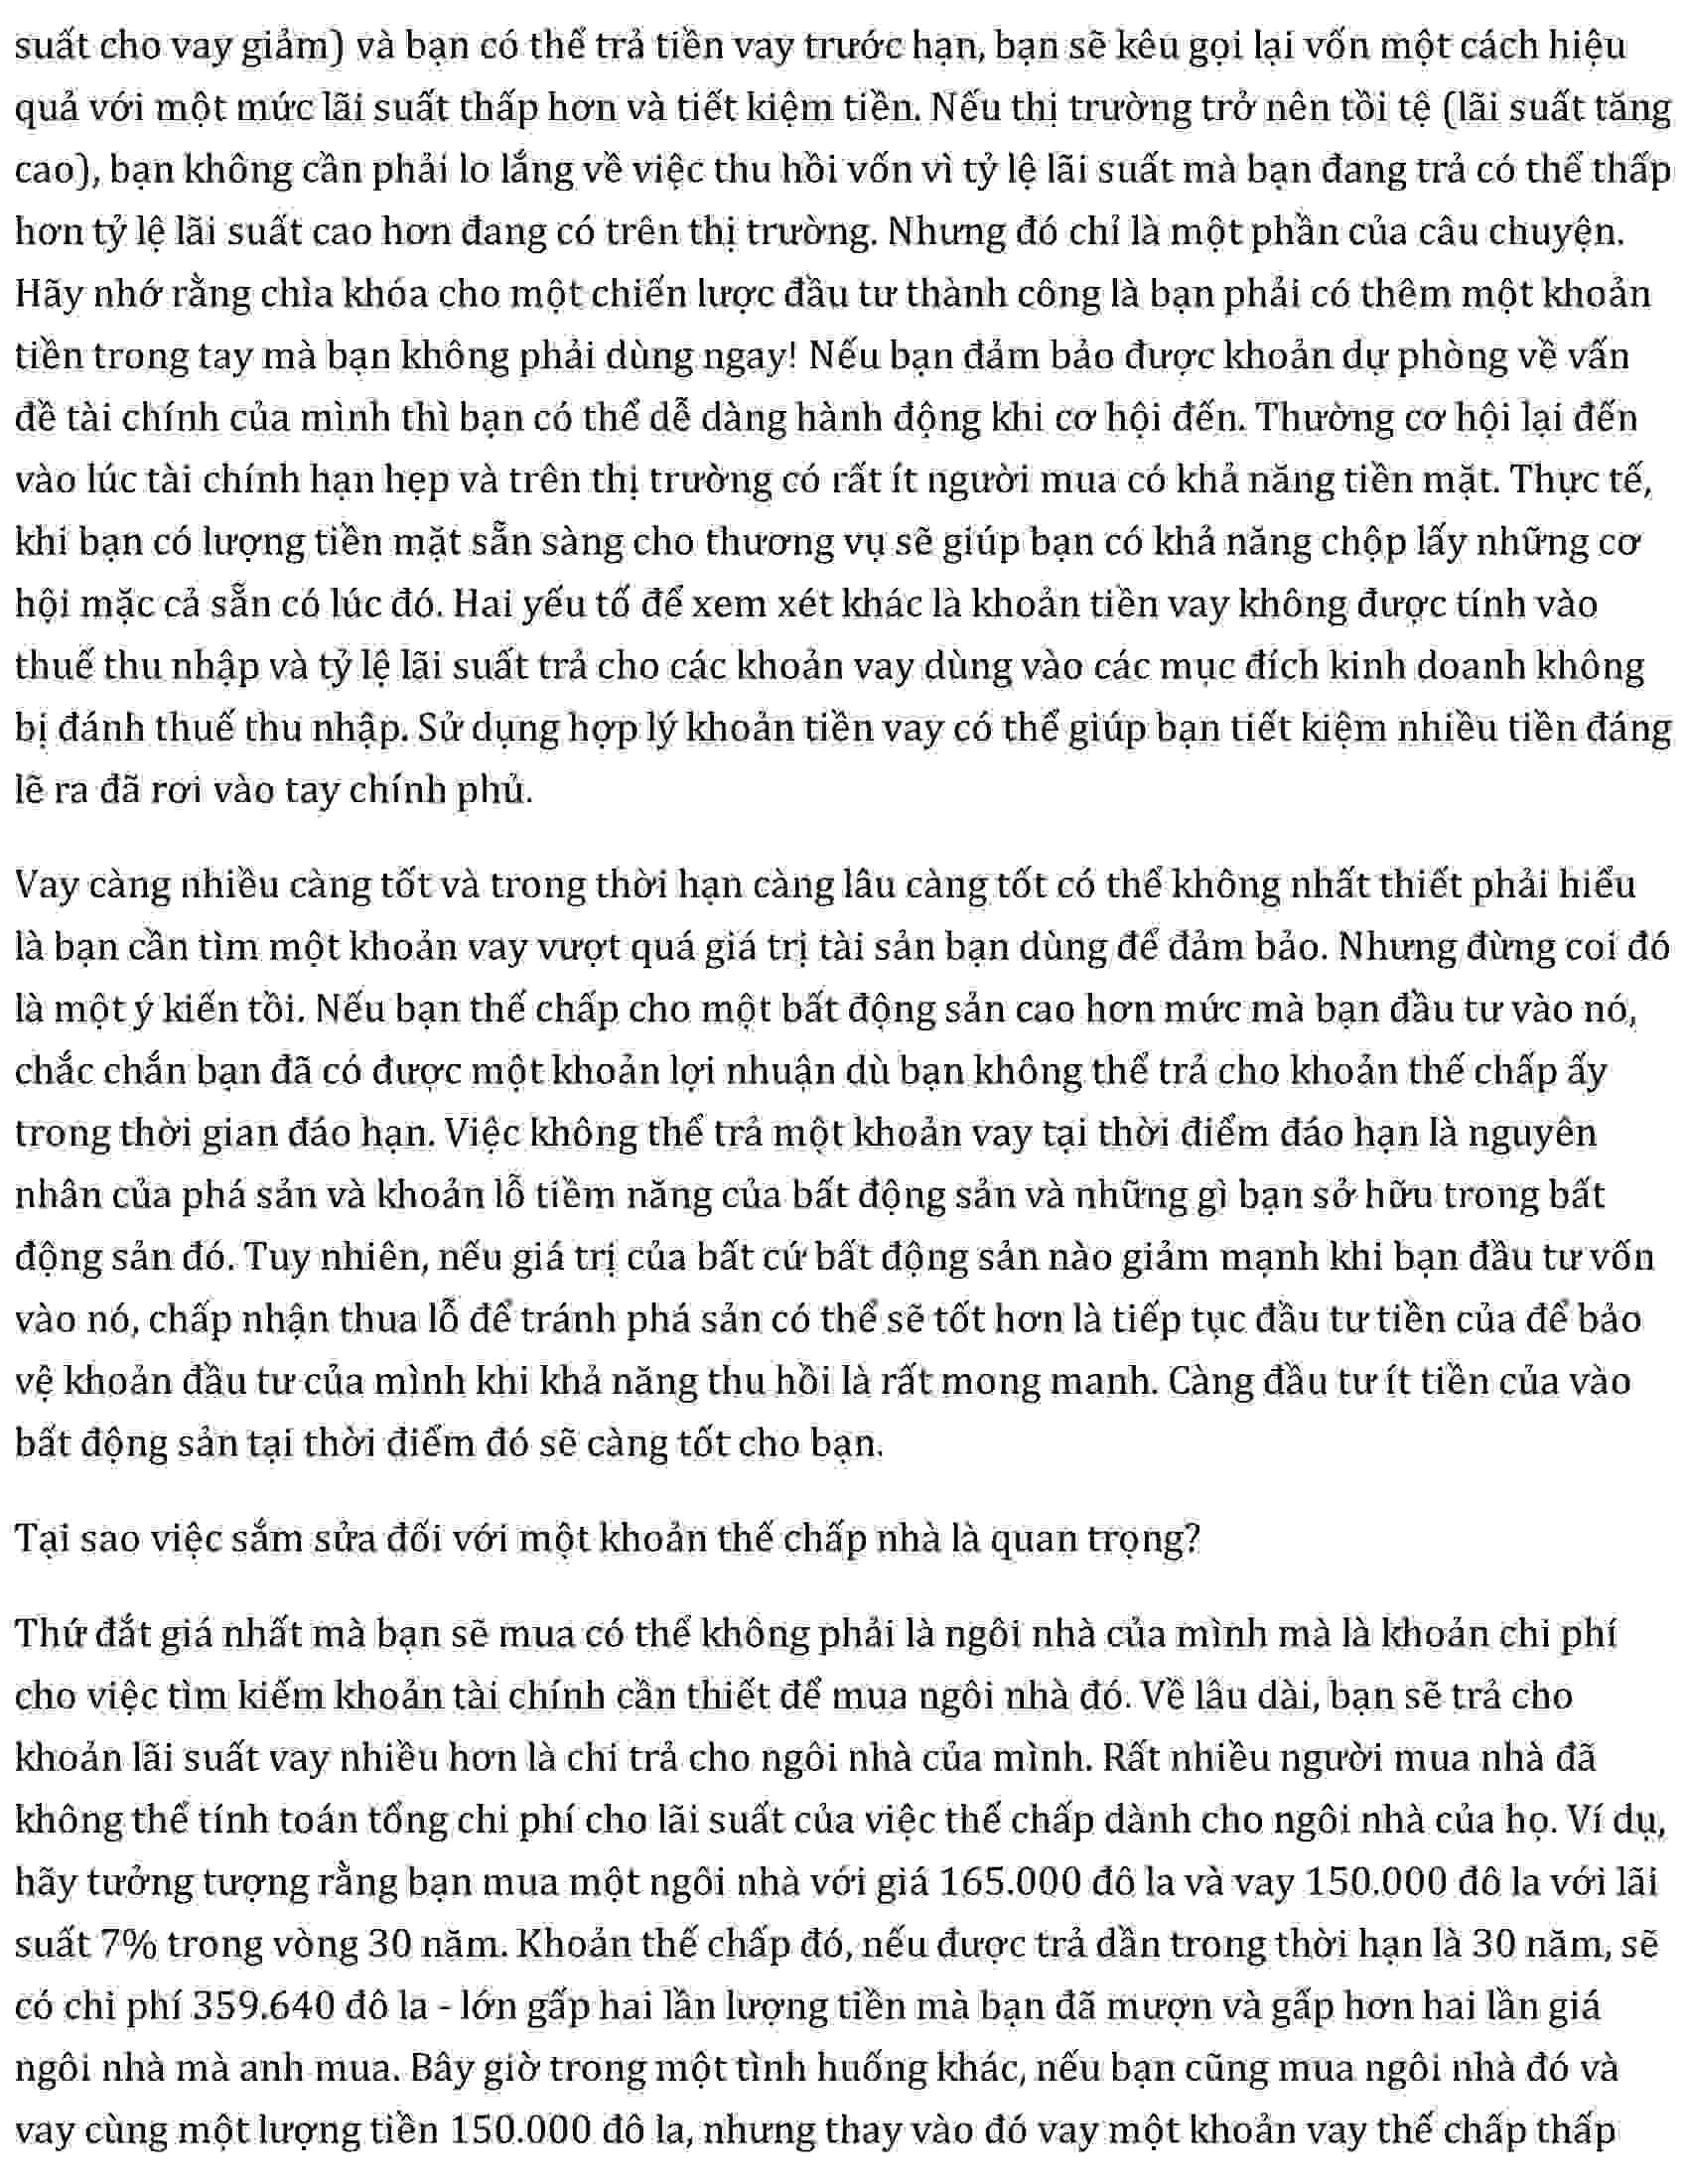 suất cho vay giảm) và bạn có thể trả tiền vay trước hạn, bạn sẽ kêu gọi lại vốn một cách hiệu
quả với một mức lãi suất thấp hơn và tiết kiệm tiền. Nếu thị trường trở nên tồi tệ (lãi suất tăng
cao), bạn không cần phải lo lắng về việc thu hồi vốn vì tỷ lệ lãi suất mà bạn đang trả có thể thấp
hơn tỷ lệ lãi suất cao hơn đang có trên thị trường. Nhưng đó chỉ là một phần của câu chuyện.
Hãy nhớ rằng chìa khóa cho một chiến lược đầu tư thành công là bạn phải có thêm một khoản
tiền trong tay mà bạn không phải dùng ngay! Nếu bạn đảm bảo được khoản dự phòng về vấn
đề tài chính của mình thì bạn có thể dễ dàng hành động khi cơ hội đến. Thường cơ hội lại đến
vào lúc tài chính hạn hẹp và trên thị trường có rất ít người mua có khả năng tiền mặt. Thực tế,
khi bạn có lượng tiền mặt sẵn sàng cho thương vụ sẽ giúp bạn có khả năng chộp lấy những cơ
hội mặc cả sẵn có lúc đó. Hai yếu tố để xem xét khác là khoản tiền vay không được tính vào
thuế thu nhập và tỷ lệ lãi suất trả cho các khoản vay dùng vào các mục đích kinh doanh không
bị đánh thuế thu nhập. Sử dụng hợp lý khoản tiền vay có thể giúp bạn tiết kiệm nhiều tiền đáng
lẽ ra đã rơi vào tay chính phủ.
Vay càng nhiều càng tốt và trong thời hạn càng lâu càng tốt có thể không nhất thiết phải hiểu
là bạn cần tìm một khoản vay vượt quá giá trị tài sản bạn dùng để đảm bảo. Nhưng đừng coi đó
là một ý kiến tồi. Nếu bạn thế chấp cho một bất động sản cao hơn mức mà bạn đầu tư vào nó,
chắc chắn bạn đã có được một khoản lợi nhuận dù bạn không thể trả cho khoản thế chấp ấy
trong thời gian đáo hạn. Việc không thể trả một khoản vay tại thời điểm đáo hạn là nguyên
nhân của phá sản và khoản lỗ tiềm năng của bất động sản và những gì bạn sở hữu trong bất
động sản đó. Tuy nhiên, nếu giá trị của bất cứ bất động sản nào giảm mạnh khi bạn đầu tư vốn
vào nó, chấp nhận thua lỗ để tránh phá sản có thể sẽ tốt hơn là tiếp tục đầu tư tiền của để bảo
vệ khoản đầu tư của mình khi khả năng thu hồi là rất mong manh. Càng đầu tư ít tiền của vào
bất động sản tại thời điểm đó sẽ càng tốt cho bạn.
Tại sao việc sắm sửa đối với một khoản thế chấp nhà là quan trọng?
Thứ đắt giá nhất mà bạn sẽ mua có thể không phải là ngôi nhà của mình mà là khoản chi phí
cho việc tìm kiếm khoản tài chính cần thiết để mua ngôi nhà đó. Về lâu dài, bạn sẽ trả cho
khoản lãi suất vay nhiều hơn là chi trả cho ngôi nhà của mình. Rất nhiều người mua nhà đã
không thể tính toán tổng chi phí cho lãi suất của việc thế chấp dành cho ngôi nhà của họ. Ví dụ,
hãy tưởng tượng rằng bạn mua một ngôi nhà với giá 165.000 đô la và vay 150.000 đô la với lãi
suất 7% trong vòng 30 năm. Khoản thế chấp đó, nếu được trả dần trong thời hạn là 30 năm, sẽ
có chi phí 359.640 đô la - lớn gấp hai lần lượng tiền mà bạn đã mượn và gấp hơn hai lần giá
ngôi nhà mà anh mua. Bây giờ trong một tình huống khác, nếu bạn cũng mua ngôi nhà đó và
vay cùng một lượng tiền 150.000 đô la, nhưng thay vào đó vay một khoản vay thế chấp thấp